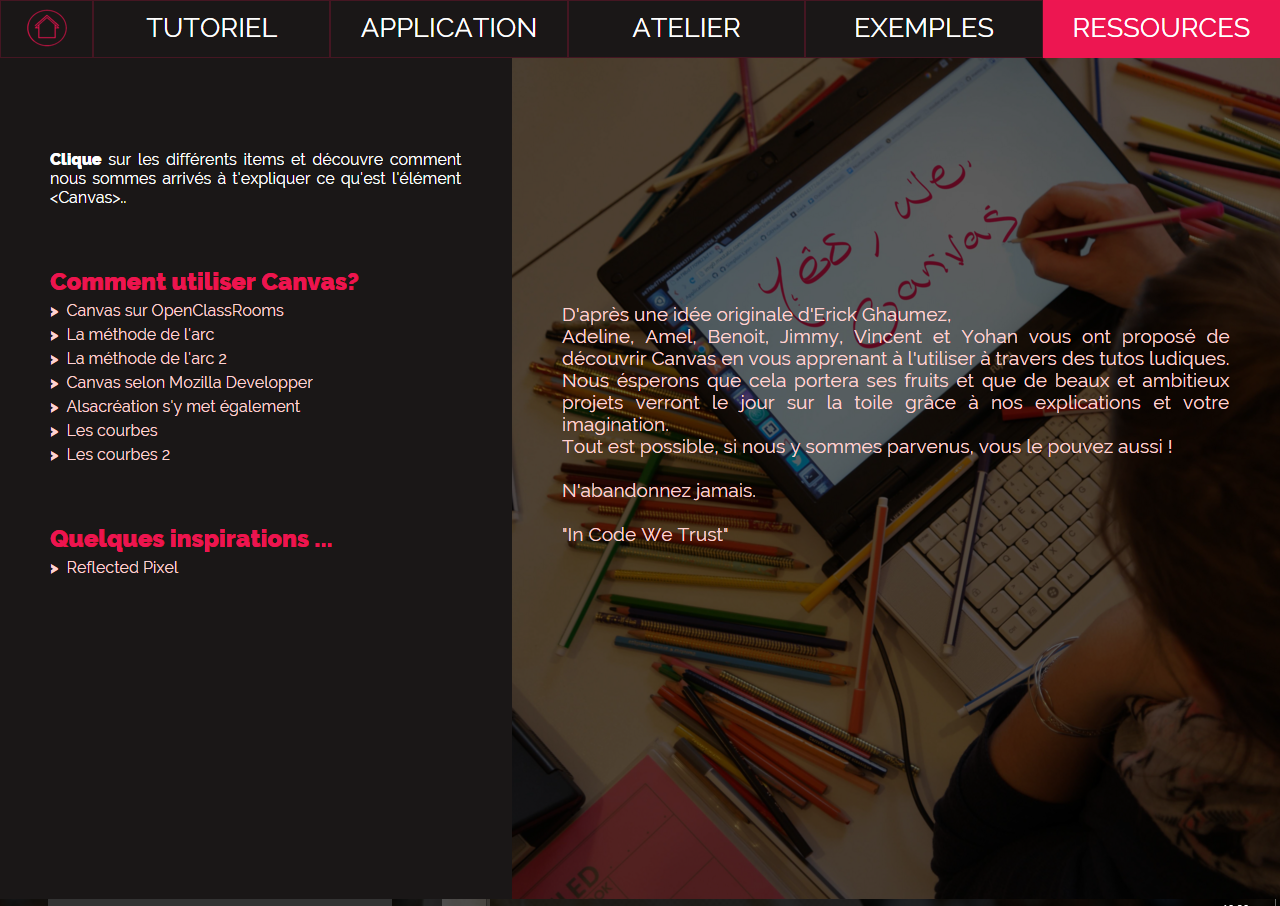 TUTORIEL
APPLICATION
ATELIER
EXEMPLES
RESSOURCES
Clique sur les différents items et découvre comment
nous sommes arrivés à t'expliquer ce qu'est l'élément
<Canvas>..
Comment utiliser Canvas?
> Canvas sur OpenClassRooms
> La méthode de l'arc
> La méthode de l'arc 2
> Canvas selon Mozilla Developper
> Alsacréation s'y met également
> Les courbes
> Les courbes 2
Quelques inspirations ...
> Reflected Pixel
Yes, we
Canvas
D'après une idée originale d'Erick Ghaumez,
Adeline, Amel, Benoit, Jimmy, Vincent et Yohan vous ont proposé de
découvrir Canvas en vous apprenant à l'utiliser à travers des tutos ludiques.
Nous ésperons que cela portera ses fruits et que de beaux et ambitieux
projets verront le jour sur la toile grâce à nos explications et votre
imagination.
Tout est possible, si nous y sommes parvenus, vous le pouvez aussi !
N'abandonnez jamais.
"In Code We Trust"